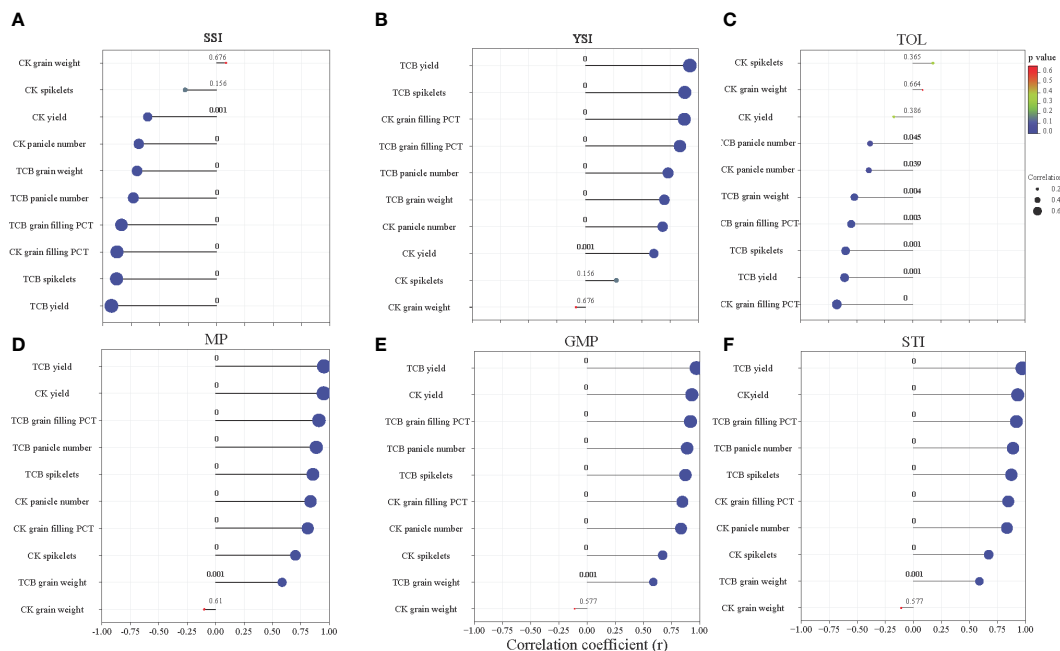 A
SSI
CK grain weight
0.676
CK spikelets
0.156
CK yield
0.001
CK panicle number
0
TCB grain weight
0
TCB panicle number
0
TCB grain filling PCT
0
CK grain filling PCT
0
TCB spikelets
0
TCB yield
0
B
YSI
TCB yield
0
TCB spikelets
0
CK grain filling PCT
0
TCB grain filling PCT
0
TCB panicle number
0
TCB grain weight
0
CK panicle number
0
CK yield
0.001
CK spikelets
0.156
CK grain weight
0.676
C
TOL
CK spikelets
0.365
CK grain weight
0.664
CK yield
0.386
CB panicle number
0.045
CK panicle number
0.039
TCB grain weight
0.004
CB grain filling PCT
0.003
TCB spikelets
0.001
TCB yield
0.001
CK grain filling PCT
0
p value
0.6
0.5
0.4
0.3
0.2
0.1
0.0
Correlation
0.2
0.4
0.6
D
MP
TCB yield
0
CK yield
0
TCB grain filling PCT
0
TCB panicle number
0
TCB spikelets
0
CK panicle number
0
CK grain filling PCT
0
CK spikelets
0
TCB grain weight
0.001
CK grain weight
0.61
-1.00 -0.75 -0.50 -0.25 0.00 0.25 0.50 0.75 1.00
E
GMP
TCB yield
0
CK yield
0
TCB grain filling PCT
0
TCB panicle number
0
TCB spikelets
0
CK grain filling PCT
0
CK panicle number
0
CK spikelets
0
TCB grain weight
0.001
CK grain weight
0.577
−1.00 −0.75 −0.50 −0.25 0.00 0.25 0.50 0.75 1.00
Correlation coefficient (r)
F
STI
TCB yield
0
CKyield
0
TCB grain filling PCT
0
TCB panicle number
0
TCB spikelets
0
CK grain filling PCT
0
CK panicle number
0
CK spikelets
0
TCB grain weight
0.001
CK grain weight
0.577
−1.00 −0.75 −0.50 −0.25 0.00 0.25 0.50 0.75 1.00